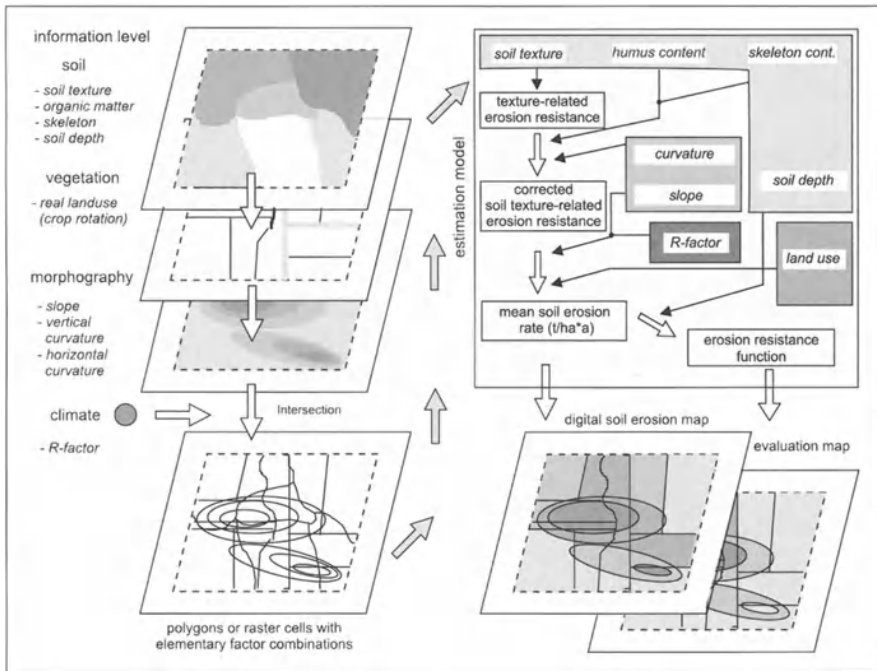 information level
soil
- soil texture
- organic matter
- skeleton
- soil depth
vegetation
- real landuse
(crop rotation)
morphography
- slope
- vertical
curvature
- horizontal
curvature
climate
- R-factor
Intersection
polygons or raster cells with
elementary factor combinations
estimation model
soil texture
humus content
skeleton cont.
texture-related
erosion resistance
curvature
slope
soil depth
corrected
soil texture-related
erosion resistance
R-factor
land use
mean soil erosion
rate (t/ha*a)
erosion resistance
function
digital soil erosion map
evaluation map